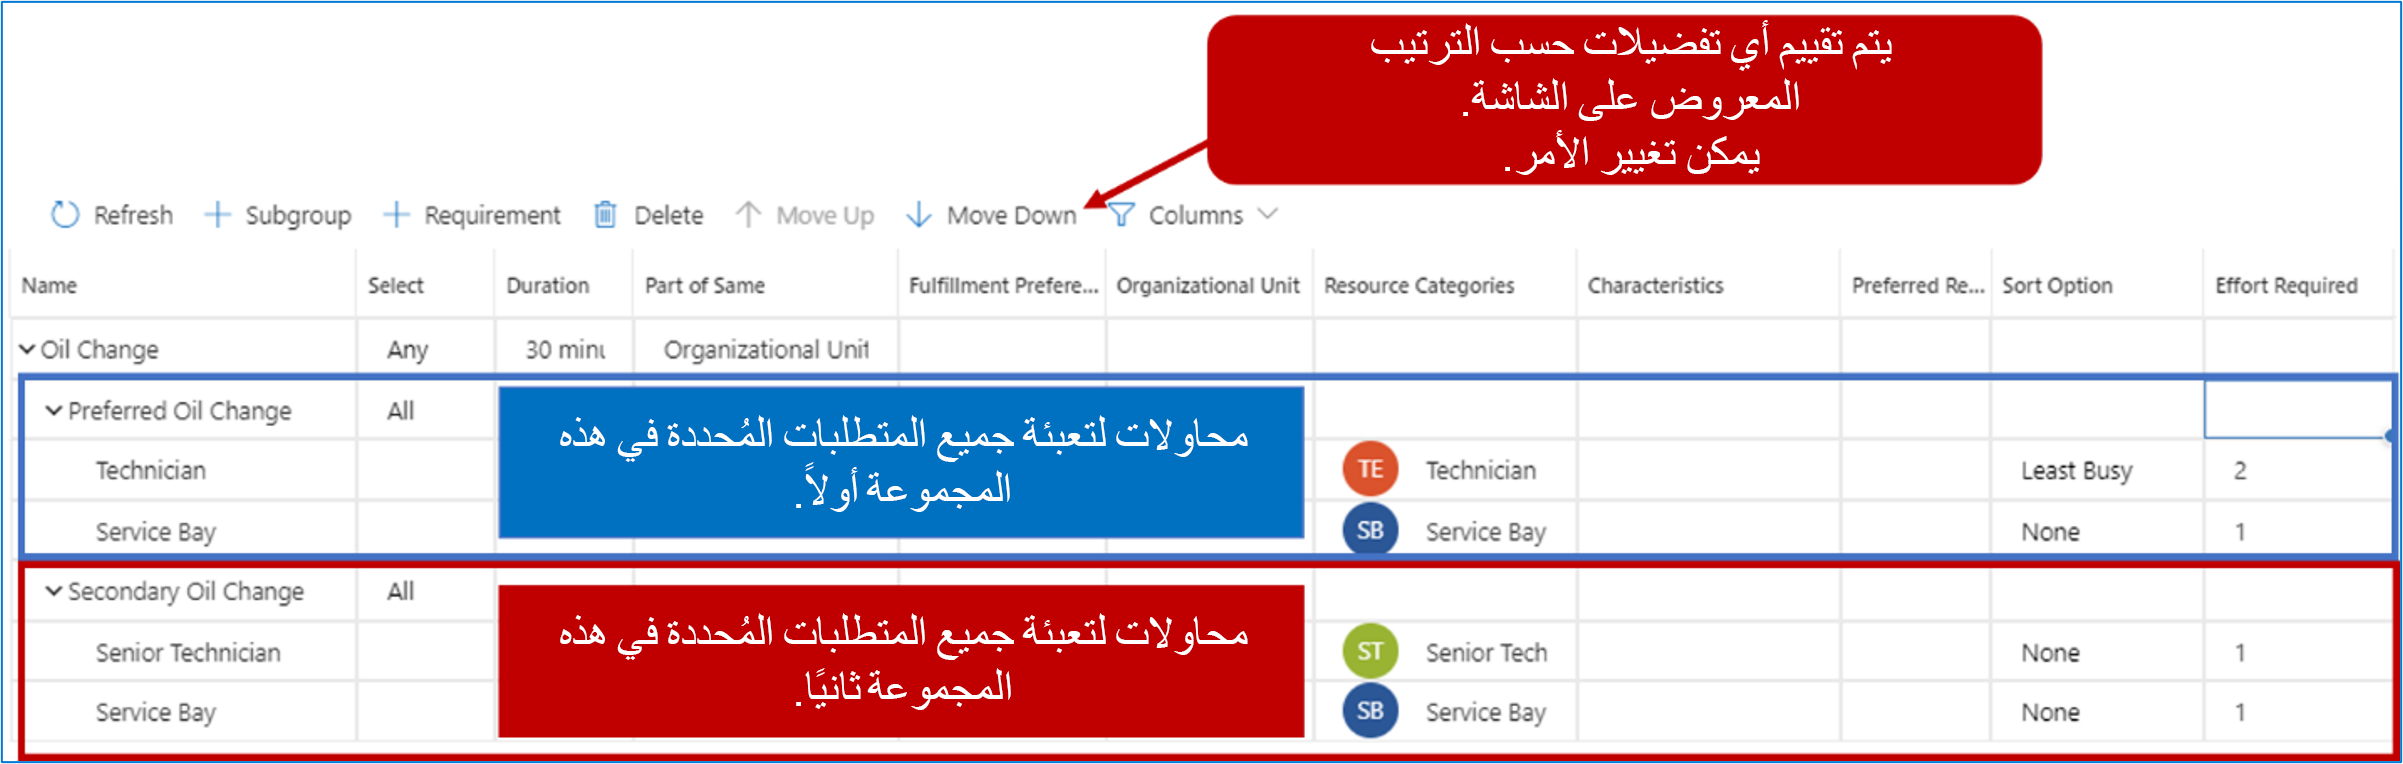 يتم تقييم أي تفضيلات حسب الترتيب
المعروض على الشاشة.
يمكن تغيير الأمر.
Refresh Subgroup Requirement Delete Move Up Move Down Columns
Name Select Duration Part of Same Fulfillment Prefere... Organizational Unit Resource Categories Characteristics Preferred Re... Sort Option Effort Required
Oil Change Any 30 minu Organizational Unit
Preferred Oil Change All
محاولات لتعبئة جميع المتطلبات المُحددة في هذه
المجموعة أولاً.
Technician TE Technician Least Busy 2
Service Bay SB Service Bay None 1
Secondary Oil Change All
محاولات لتعبئة جميع المتطلبات المُحددة في هذه
المجموعة ثانيًا.
Senior Technician ST Senior Tech None 1
Service Bay SB Service Bay None 1